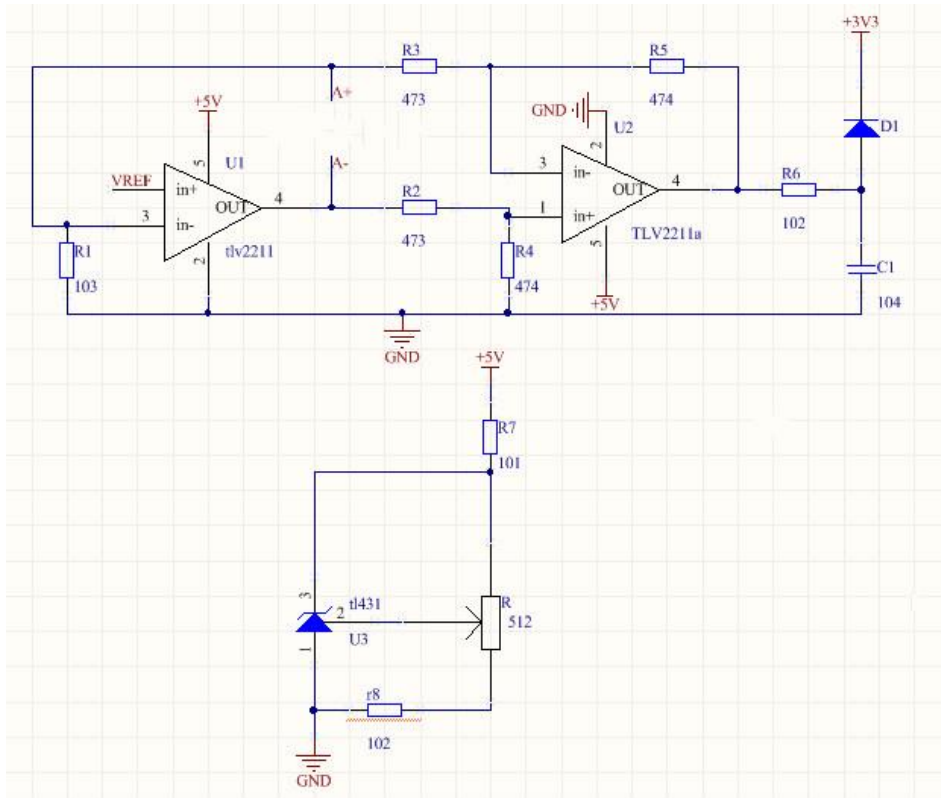 +3V3
R3
R5
A+
473
474
+5V
GND
U2
2
D1
5
U1
3
in-
VREF
in+
A-
4
OUT
4
R2
R6
OUT
3
in-
1
in+
102
R1
2
tlv2211
473
R4
5
TLV2211a
C1
103
474
+5V
104
GND
+5V
R7
101
3
tl431
R
2
512
U3
1
r8
102
GND